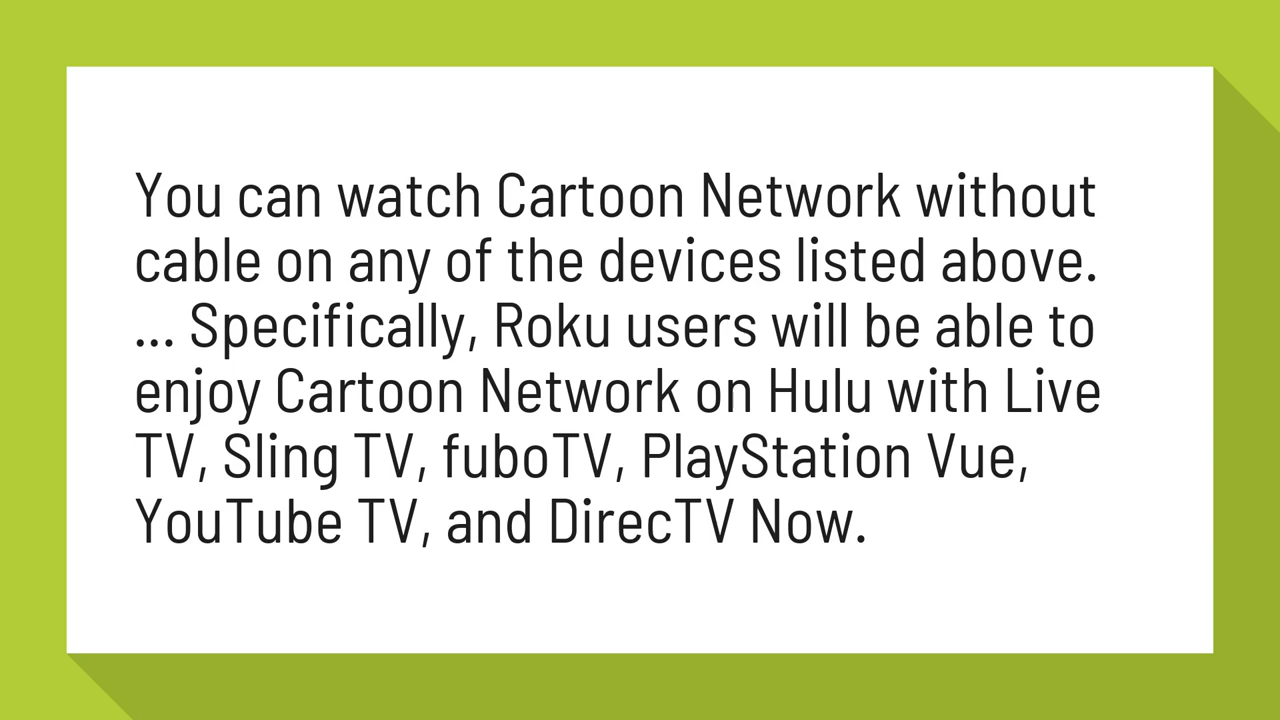 You can watch Cartoon Network without
cable on any of the devices listed above.
... Specifically, Roku users will be able to
enjoy Cartoon Network on Hulu with Live
TV, Sling TV, fuboTV, PlayStation Vue,
YouTube TV, and DirecTV Now.